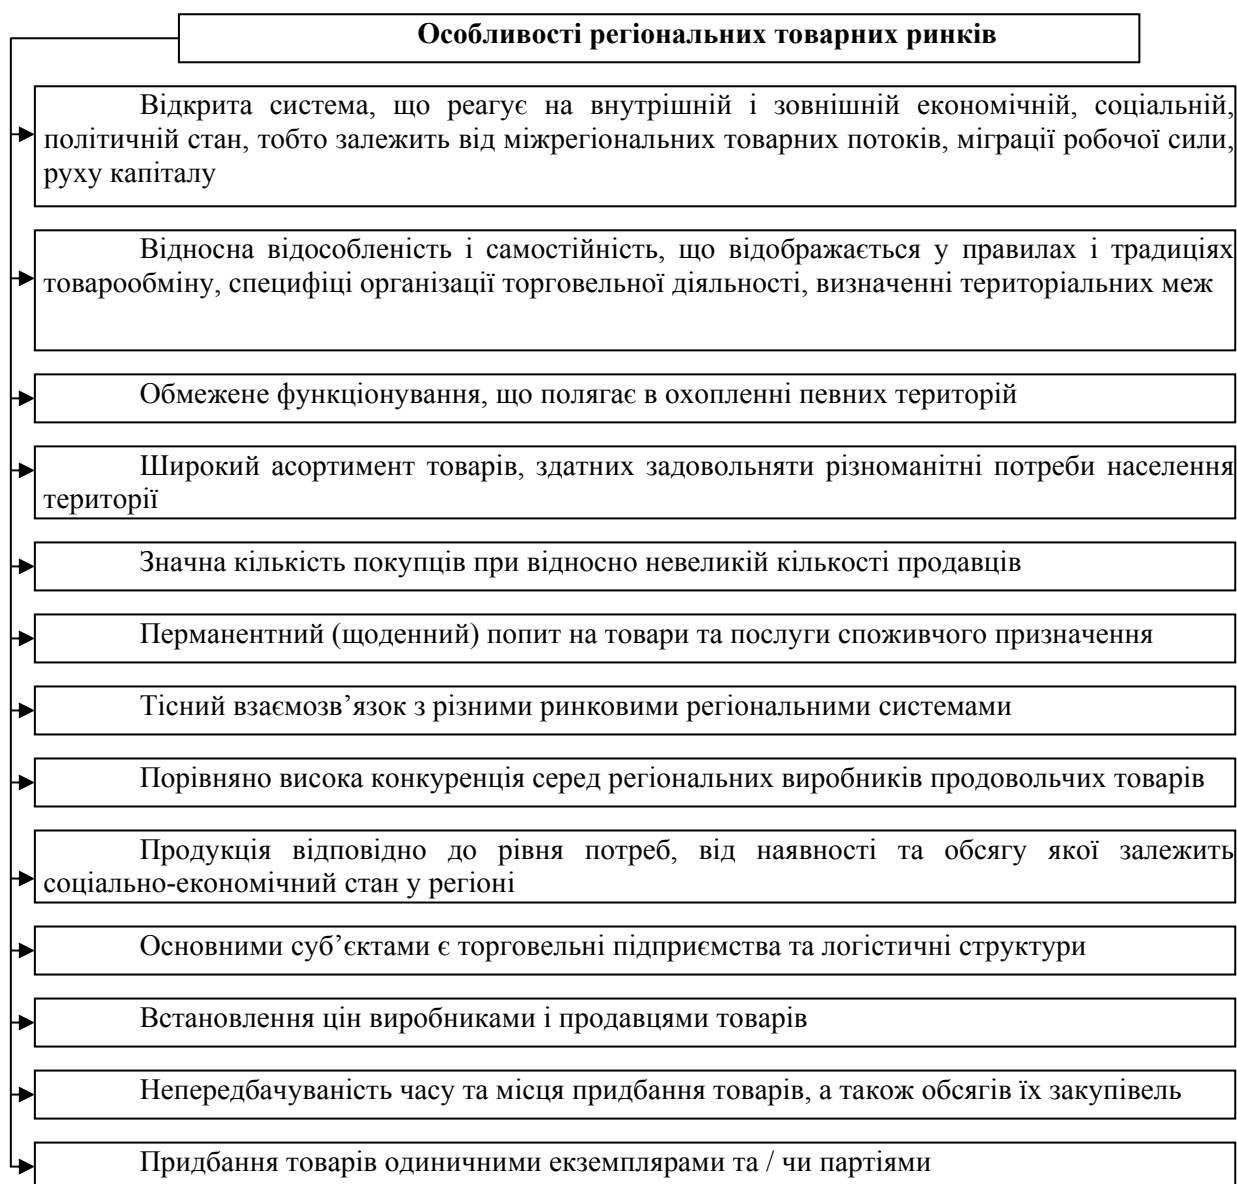 Особливості регіональних товарних ринків
Відкрита система, що реагує на внутрішній і зовнішній економічній, соціальній,
політичній стан, тобто залежить від міжрегіональних товарних потоків, міграції робочої сили,
руху капіталу
Відносна відособленість і самостійність, що відображається у правилах і традиціях
товарообміну, специфіці організації торговельної діяльності, визначенні територіальних меж
Обмежене функціонування, що полягає в охопленні певних територій
Широкий асортимент товарів, здатних задовольняти різноманітні потреби населення
території
Значна кількість покупців при відносно невеликій кількості продавців
Перманентний (щоденний) попит на товари та послуги споживчого призначення
Тісний взаємозв’язок з різними ринковими регіональними системами
Порівняно висока конкуренція серед регіональних виробників продовольчих товарів
Продукція відповідно до рівня потреб, від наявності та обсягу якої залежить
соціально-економічний стан у регіоні
Основними суб’єктами є торговельні підприємства та логістичні структури
Встановлення цін виробниками і продавцями товарів
Непередбачуваність часу та місця придбання товарів, а також обсягів їх закупівель
Придбання товарів одиничними екземплярами та / чи партіями